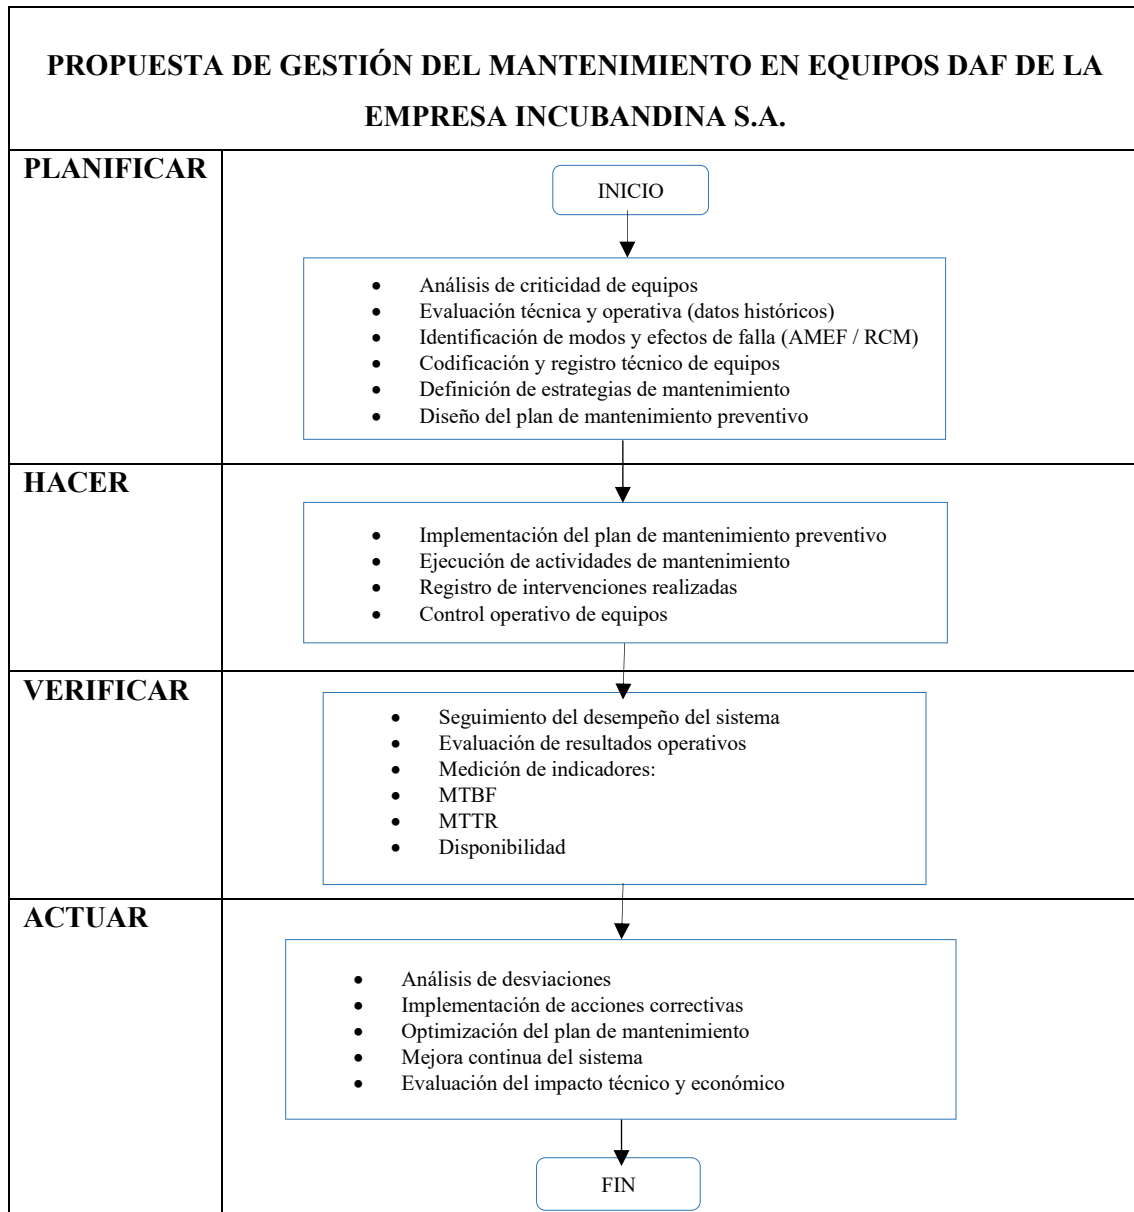 PROPUESTA DE GESTIÓN DEL MANTENIMIENTO EN EQUIPOS DAF DE LA
EMPRESA INCUBANDINA S.A.
PLANIFICAR
INICIO
• Análisis de criticidad de equipos
• Evaluación técnica y operativa (datos históricos)
• Identificación de modos y efectos de falla (AMEF / RCM)
• Codificación y registro técnico de equipos
• Definición de estrategias de mantenimiento
• Diseño del plan de mantenimiento preventivo
HACER
• Implementación del plan de mantenimiento preventivo
• Ejecución de actividades de mantenimiento
• Registro de intervenciones realizadas
• Control operativo de equipos
VERIFICAR
• Seguimiento del desempeño del sistema
• Evaluación de resultados operativos
• Medición de indicadores:
• MTBF
• MTTR
• Disponibilidad
ACTUAR
• Análisis de desviaciones
• Implementación de acciones correctivas
• Optimización del plan de mantenimiento
• Mejora continua del sistema
• Evaluación del impacto técnico y económico
FIN